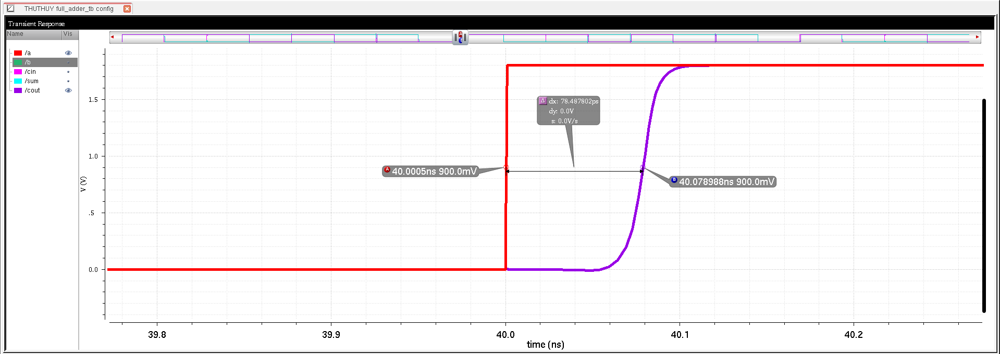 THUTHUY full_adder_tb config
Transient Response
Name Vis
/a
/b
/cin
/sum
/cout
A
B
1.5
1.0
.5
0.0
V (V)
Δ dx: 78.487802ps
dy: 0.0V
s: 0.0V/s
A 40.0005ns 900.0mV
B 40.078988ns 900.0mV
39.8 39.9 40.0 40.1 40.2
time (ns)